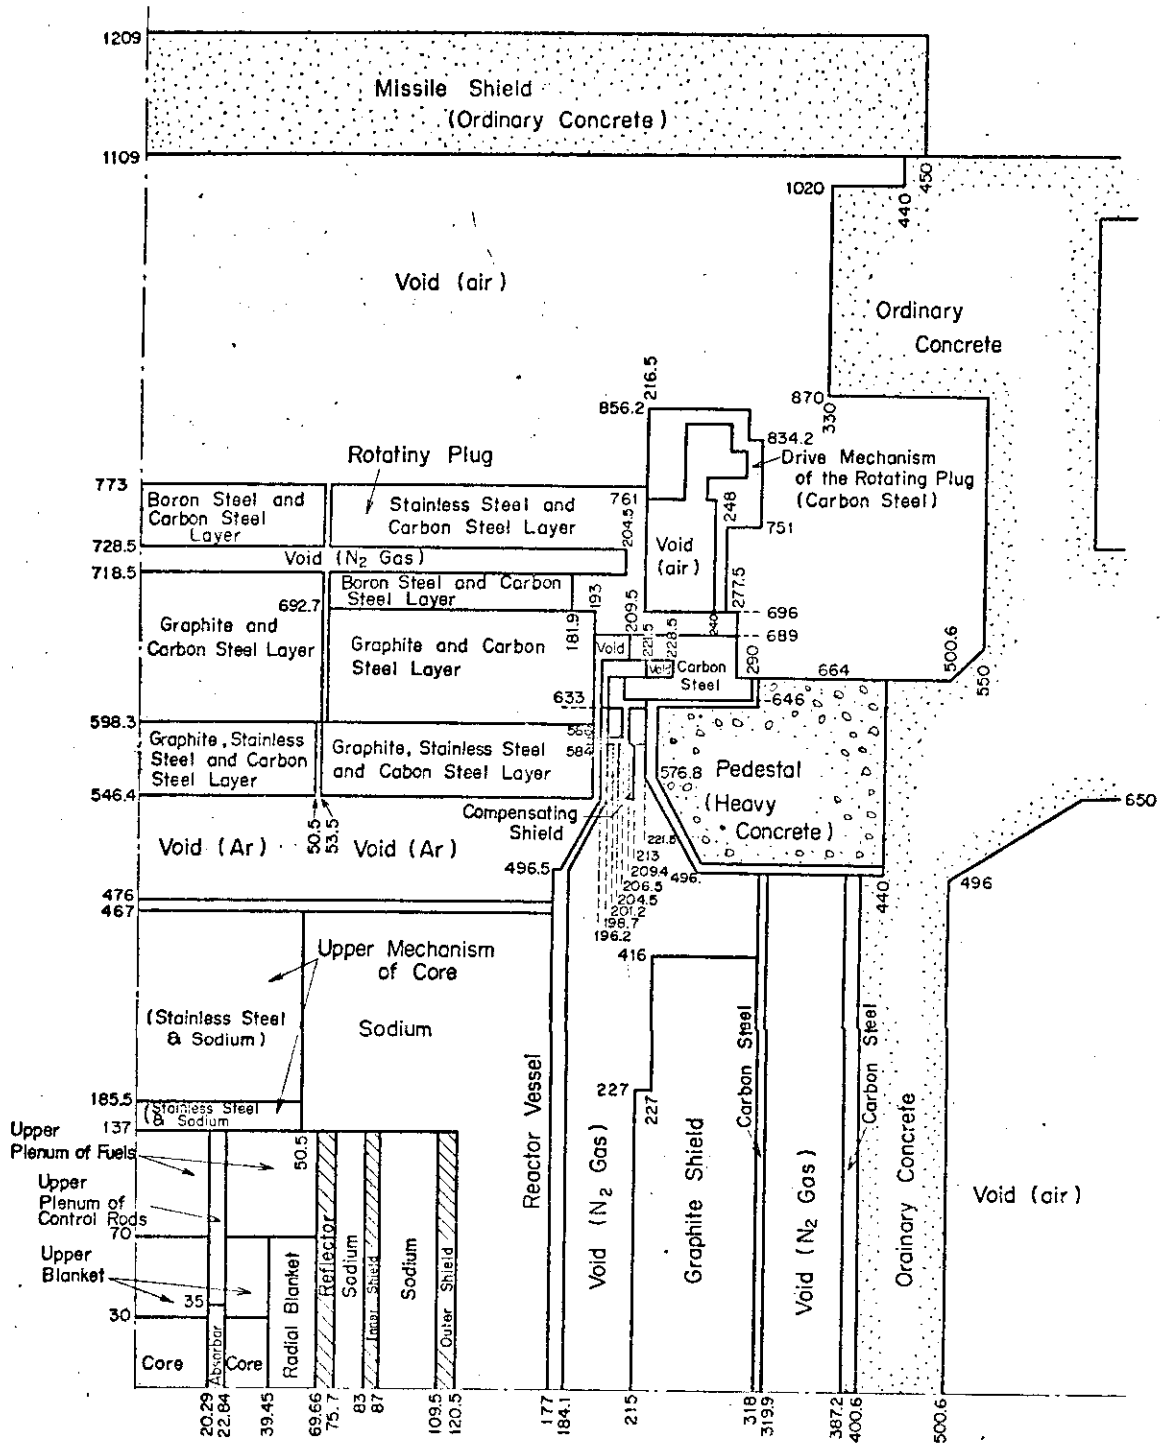 1209
Missile Shield
(Ordinary Concrete)
1109
1020
440
450
Void (air)
Ordinary
Concrete
216.5
856.2
870
330
834.2
Rotatiny Plug
Drive Mechanism
of the Rotating Plug
(Carbon Steel)
773
Boron Steel and
Carbon Steel
Layer
Stainless Steel and
Carbon Steel Layer
761
204.5
248
751
728.5
Void (N2 Gas)
Void
(air)
718.5
Boron Steel and Carbon
Steel Layer
193
209.5
277.5
692.7
181.9
221.5
228.5
240
696
689
Graphite and
Carbon Steel Layer
Graphite and Carbon
Steel Layer
Void
Void
Carbon
Steel
290
664
500.6
550
633
646
598.3
584
Graphite, Stainless
Steel and Carbon
Steel Layer
Graphite, Stainless Steel
and Cabon Steel Layer
576.8
Pedestal
(Heavy
Concrete)
546.4
Compensating
Shield
650
50.5
53.5
Void (Ar)
Void (Ar)
221.5
213
209.4
206.5
204.5
201.2
198.7
196.2
496.5
496.
440
496
476
467
416
Upper Mechanism
of Core
(Stainless Steel
& Sodium)
Sodium
Reactor Vessel
Carbon Steel
Carbon Steel
185.5
(Stainless Steel
& Sodium
227
227
137
Upper
Plenum of Fuels
50.5
Upper
Plenum of
Control Rods
Void (N2 Gas)
Graphite Shield
Void (N2 Gas)
Orainary Concrete
Void (air)
70
Upper
Blanket
35
30
Core
Absorbar
Core
Radial Blanket
Reflector
Sodium
Inner Shield
Sodium
Outer Shield
20.29
22.84
39.45
69.66
75.7
83
87
109.5
120.5
177
184.1
215
318
319.9
387.2
400.6
500.6